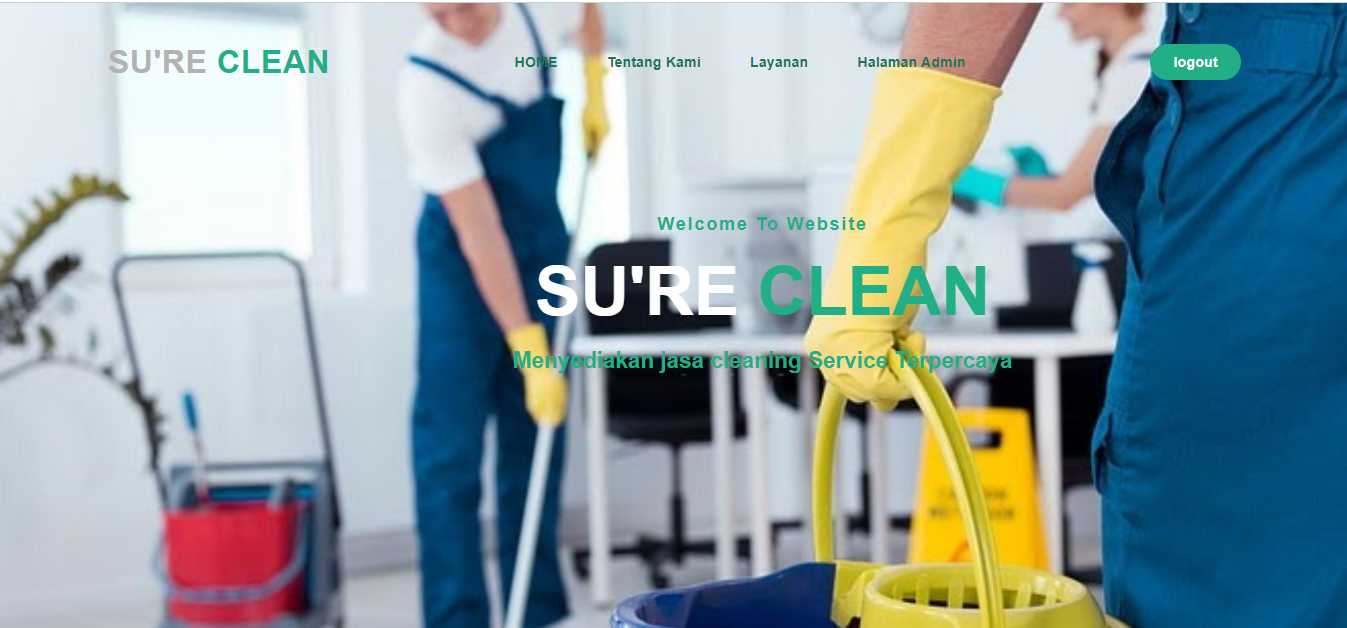 SU'RE CLEAN
HOME Tentang Kami Layanan Halaman Admin
logout
Welcome To Website
SU'RE CLEAN
Menyediakan jasa cleaning Service Terpercaya